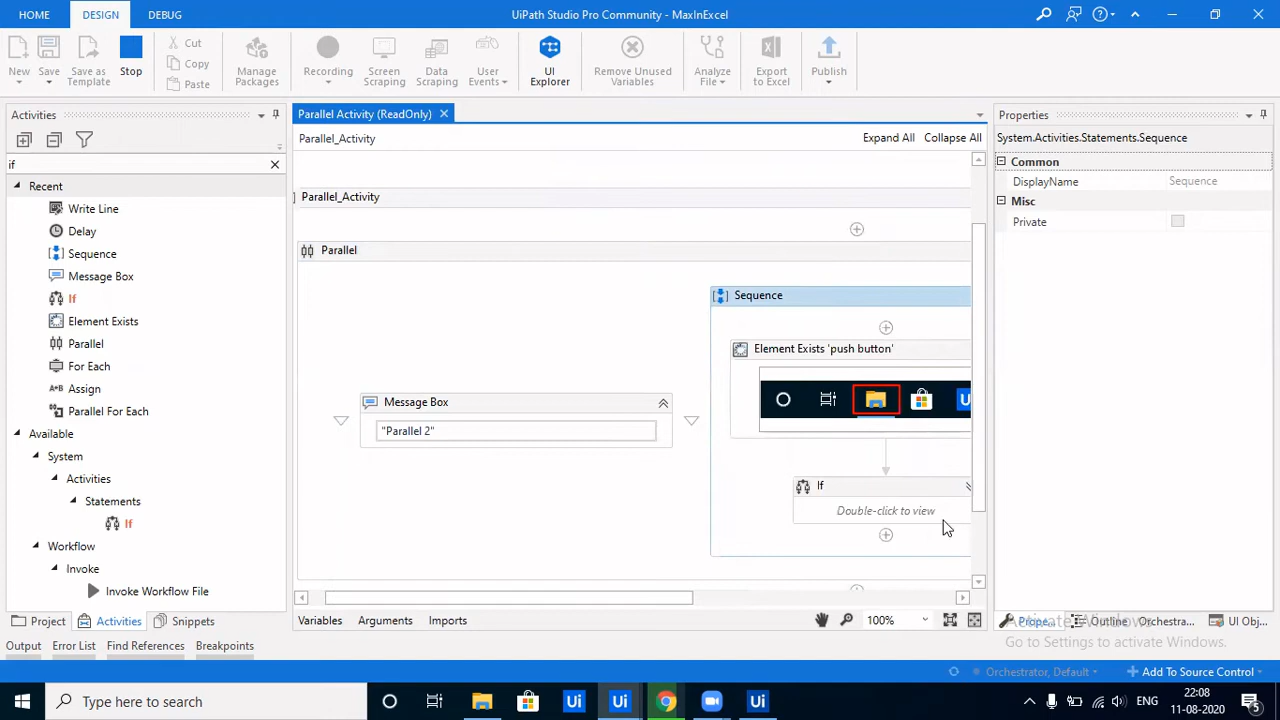 HOME DESIGN DEBUG UiPath Studio Pro Community - MaxInExcel
New Save Save as Template Stop Cut Copy Paste Manage Packages Recording Screen Scraping Data Scraping User Events UI Explorer Remove Unused Variables Analyze File Export to Excel Publish
Activities
if
Recent
Write Line
Delay
Sequence
Message Box
If
Element Exists
Parallel
For Each
Assign
Parallel For Each
Available
System
Activities
Statements
If
Workflow
Invoke
Invoke Workflow File
Project Activities Snippets
Parallel Activity (ReadOnly)
Parallel_Activity Expand All Collapse All
Parallel_Activity
Parallel
Message Box
"Parallel 2"
Sequence
Element Exists 'push button'
If
Double-click to view
Variables Arguments Imports 100%
Properties
System.Activities.Statements.Sequence
Common
DisplayName Sequence
Misc
Private
Activate Windows
Go to Settings to activate Windows.
Prope... Outline Orchestra... UI Obj...
Output Error List Find References Breakpoints
Orchestrator, Default Add To Source Control
Type here to search
ENG
22:08
11-08-2020
5